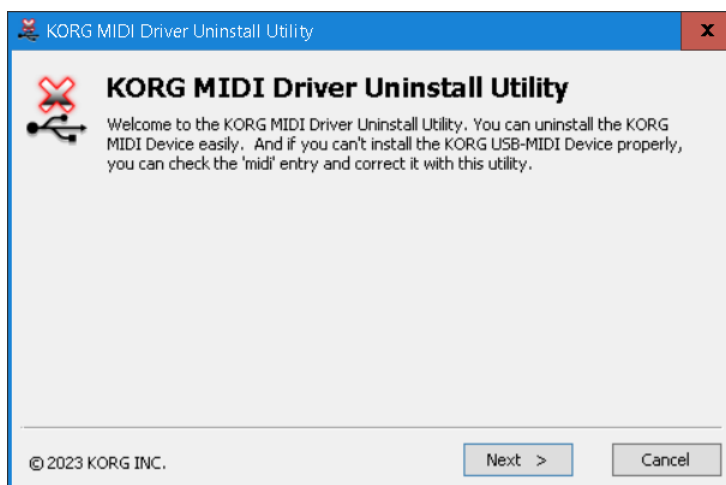 KORG MIDI Driver Uninstall Utility
x
KORG MIDI Driver Uninstall Utility
Welcome to the KORG MIDI Driver Uninstall Utility. You can uninstall the KORG
MIDI Device easily.  And if you can't install the KORG USB-MIDI Device properly,
you can check the 'midi' entry and correct it with this utility.
© 2023 KORG INC.
Next >
Cancel